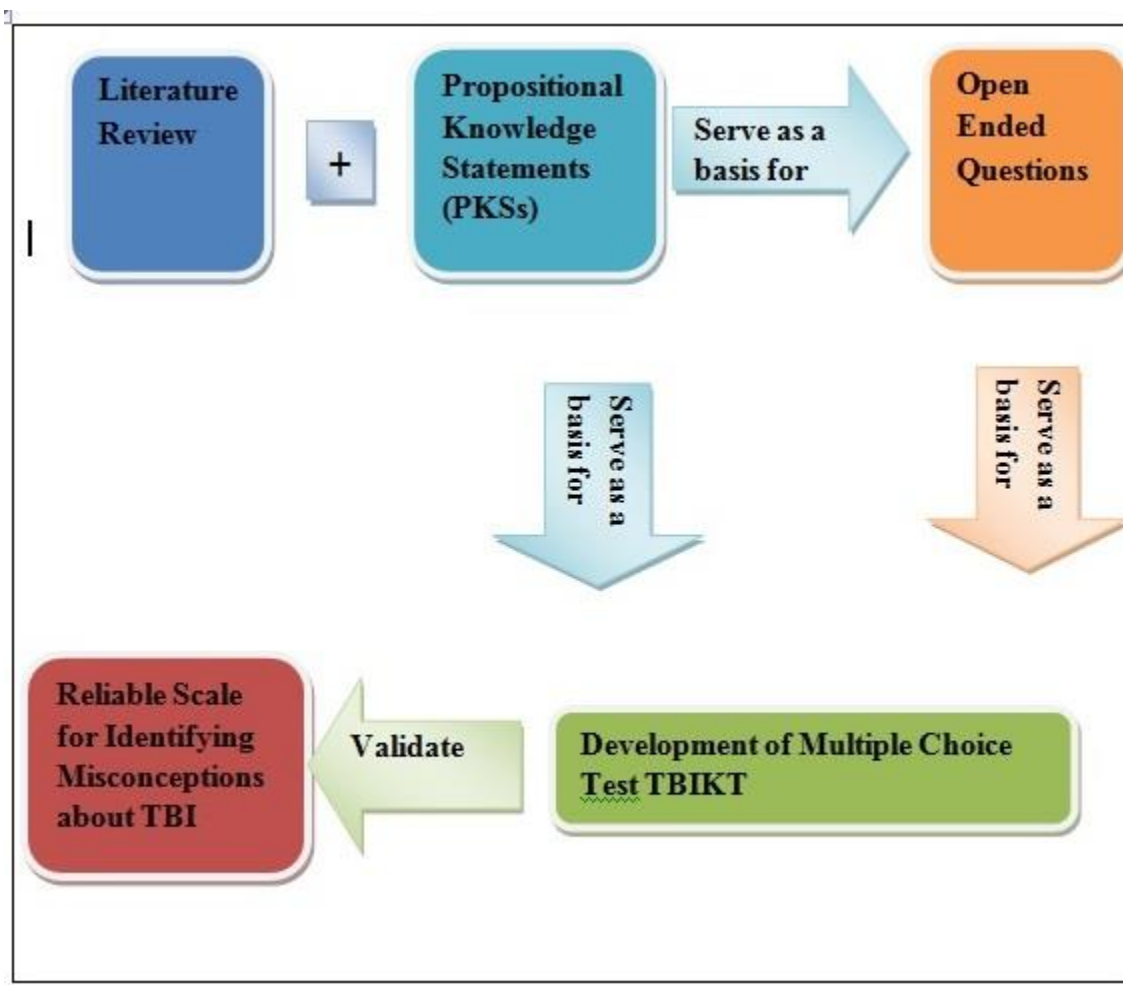 Literature
Review
+
Propositional
Knowledge
Statements
(PKSs)
Serve as a
basis for
Open
Ended
Questions
Serve as a
basis for
Serve as a
basis for
Reliable Scale
for Identifying
Misconceptions
about TBI
Validate
Development of Multiple Choice
Test TBIKT